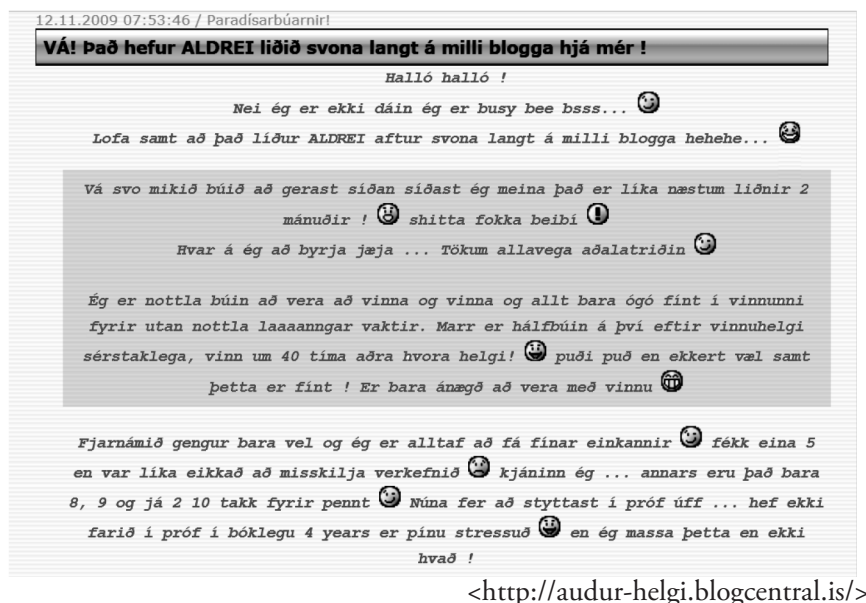 12.11.2009 07:53:46 / Paradísarbúarnir!
VÁ! Það hefur ALDREI liðið svona langt á milli blogga hjá mér !
Halló halló !
Nei ég er ekki dáin ég er busy bee bsss...
Lofa samt að það líður ALDREI aftur svona langt á milli blogga hehehe...
Vá svo mikið búið að gerast síðan síðast ég meina það er líka næstum liðnir 2
mánuðir ! shitta fokka beibí
Hvar á ég að byrja jæja ... Tökum allavega aðalatriðin
Ég er nottla búin að vera að vinna og vinna og allt bara ógó fínt í vinnunni
fyrir utan nottla laaaanngar vaktir. Marr er hálfbúin á því eftir vinnuhelgi
sérstaklega, vinn um 40 tíma aðra hvora helgi! puði puð en ekkert væl samt
þetta er fínt ! Er bara ánægð að vera með vinnu
Fjarnámið gengur bara vel og ég er alltaf að fá fínar einkannir fékk eina 5
en var líka eikkað að misskilja verkefnið kjáninn ég ... annars eru það bara
8, 9 og já 2 10 takk fyrir pennt Núna fer að styttast í próf úff ... hef ekki
farið í próf í bóklegu 4 years er pínu stressuð en ég massa þetta en ekki
hvað !
<http://audur-helgi.blogcentral.is/>